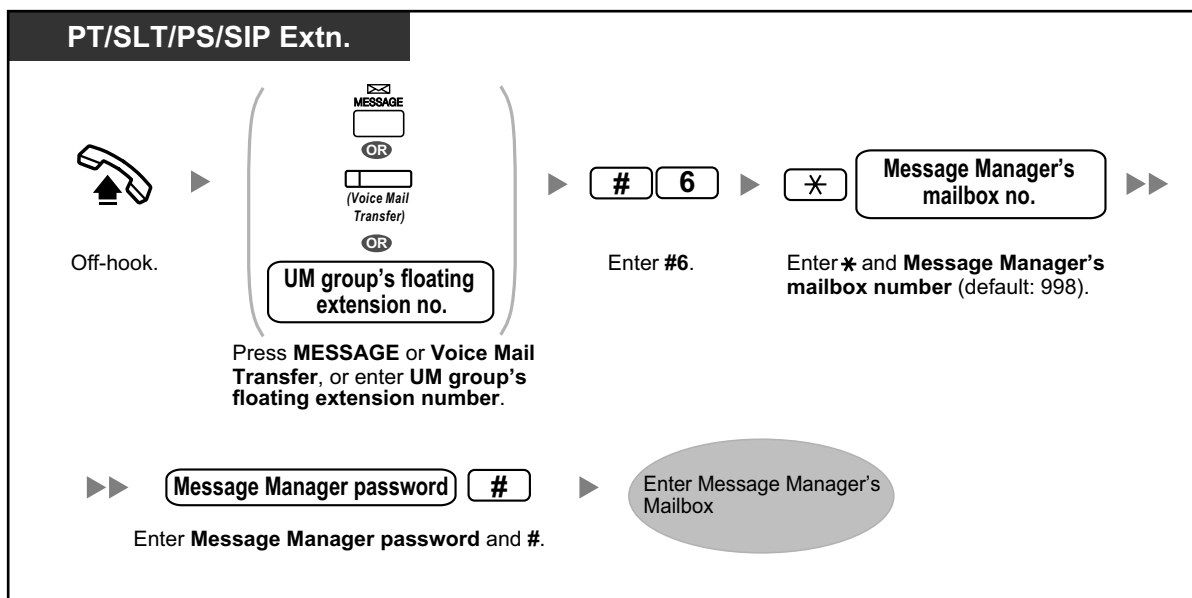 PT/SLT/PS/SIP Extn.
MESSAGE
OR
(Voice Mail
Transfer)
OR
UM group's floating
extension no.
# 6
* Message Manager's
mailbox no.
Off-hook.
Press MESSAGE or Voice Mail
Transfer, or enter UM group's
floating extension number.
Enter #6.
Enter * and Message Manager's
mailbox number (default: 998).
Message Manager password #
Enter Message Manager password and #.
Enter Message Manager's
Mailbox